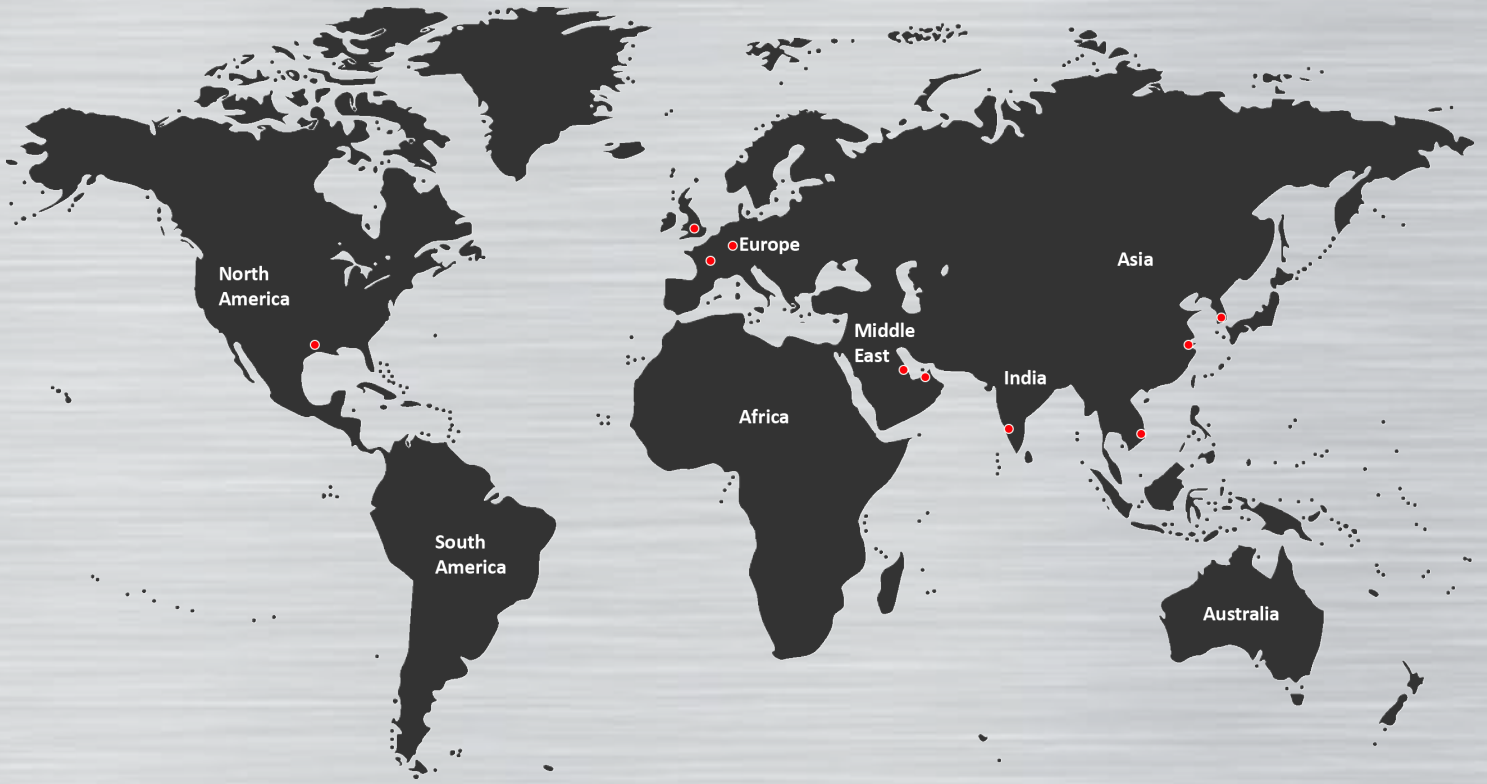 North
America
Europe
Asia
Middle
East
India
Africa
South
America
Australia